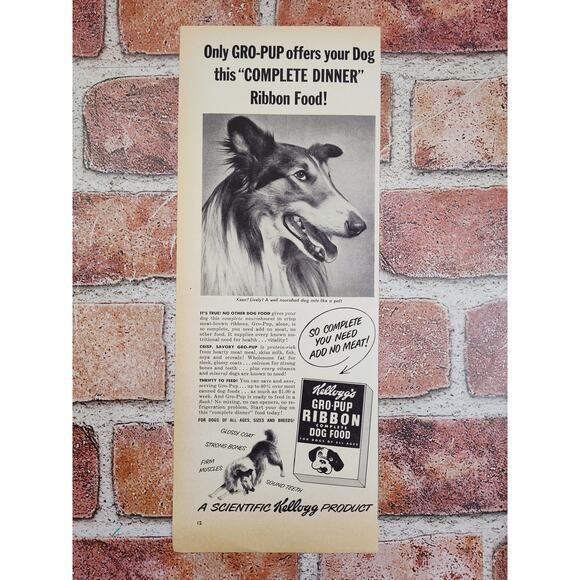 Only GRO-PUP offers your Dog
this "COMPLETE DINNER"
Ribbon Food!
Keen! Lively! A well nourished dog acts like a pal!
IT'S TRUE! NO OTHER DOG FOOD gives your
dog this complete nourishment in crisp
meat-brown ribbons. Gro-Pup, alone, is
so complete, you need add no meat, no
other food. It supplies every known nu-
tritional need for health . . . vitality!
CRISP, SAVORY GRO-PUP is protein-rich
from hearty meat meal, skim milk, fish,
soya and cereals! Wholesome fat for
sleek, glossy coats . . . calcium for strong
bones and teeth . . . plus every vitamin
and mineral dogs are known to need!
THRIFTY TO FEED! You can save and save,
serving Gro-Pup . . . up to 40% over most
canned dog foods . . . as much as $1.00 a
week. And Gro-Pup is ready to feed in a
flash! No mixing, no can openers, no re-
frigeration problem. Start your dog on
this "complete dinner" food today!
FOR DOGS OF ALL AGES, SIZES AND BREEDS!
SO COMPLETE
YOU NEED
ADD NO MEAT!
Kellogg's
GRO-PUP
RIBBON
COMPLETE
DOG FOOD
FOR DOGS OF ALL AGES
GLOSSY COAT
STRONG BONES
FIRM
MUSCLES
SOUND TEETH
A SCIENTIFIC Kellogg PRODUCT
12